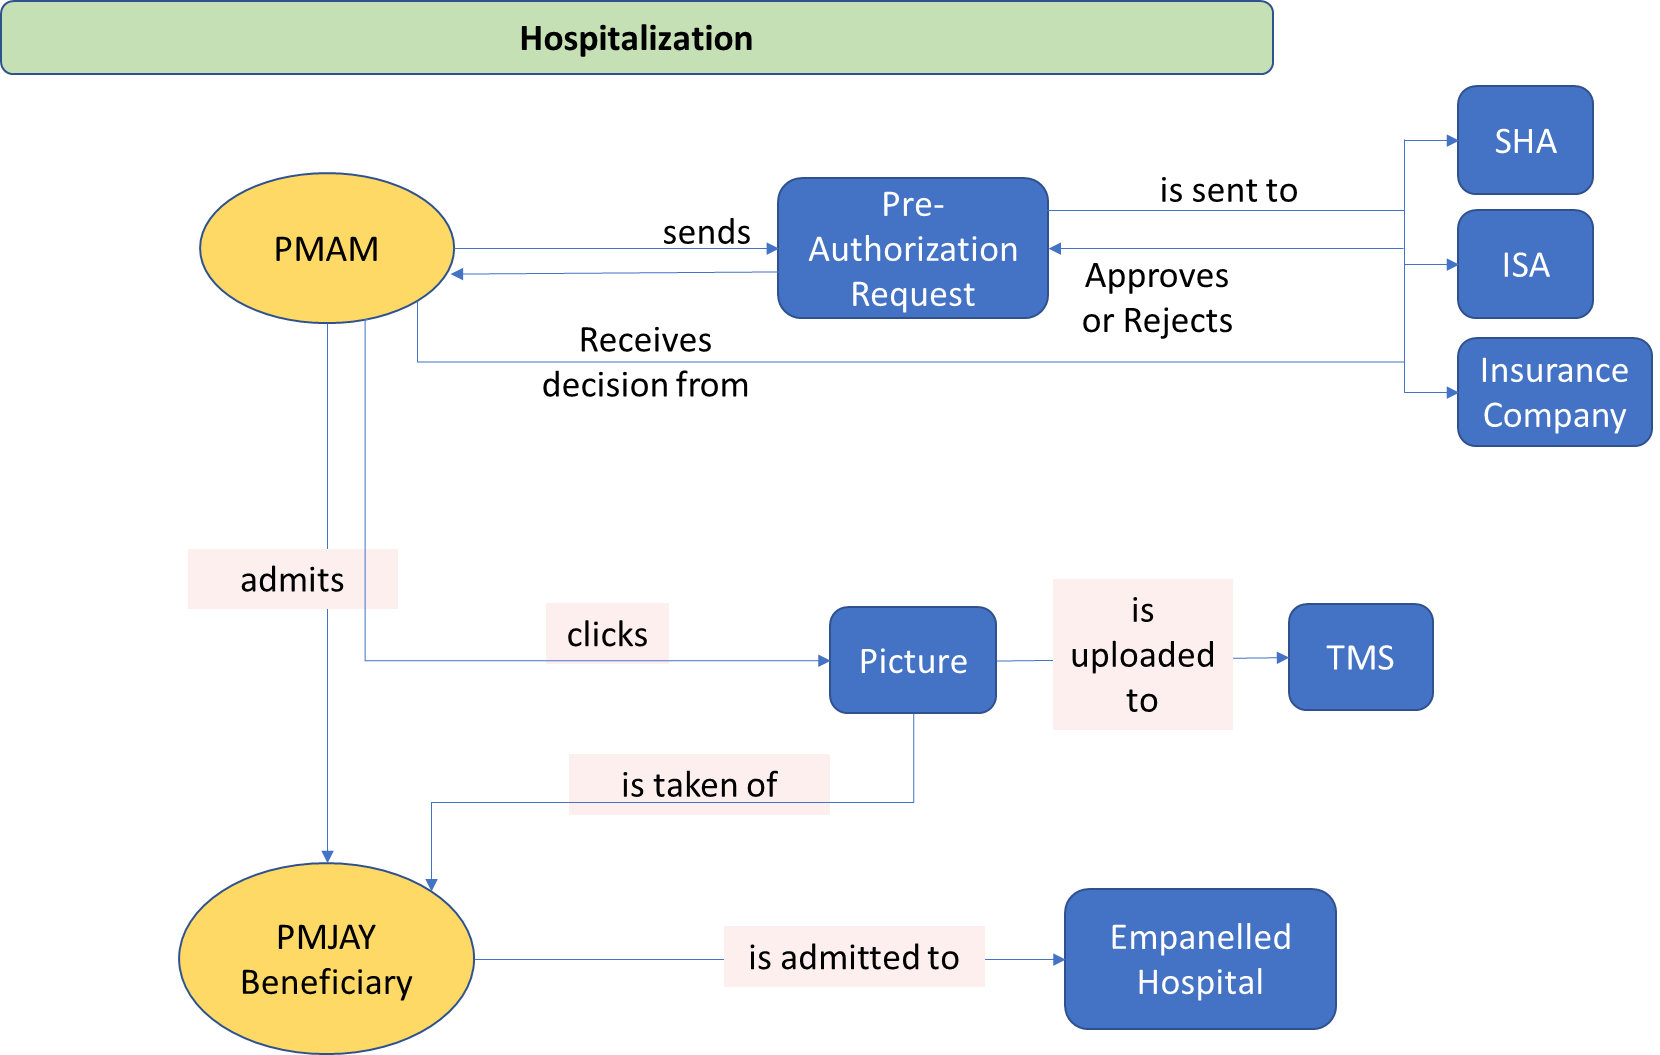 Hospitalization
SHA
is sent to
Pre-
Authorization
Request
PMAM
sends
ISA
Approves
or Rejects
Receives
decision from
Insurance
Company
admits
clicks
is
uploaded
to
Picture
TMS
is taken of
PMJAY
Beneficiary
is admitted to
Empanelled
Hospital